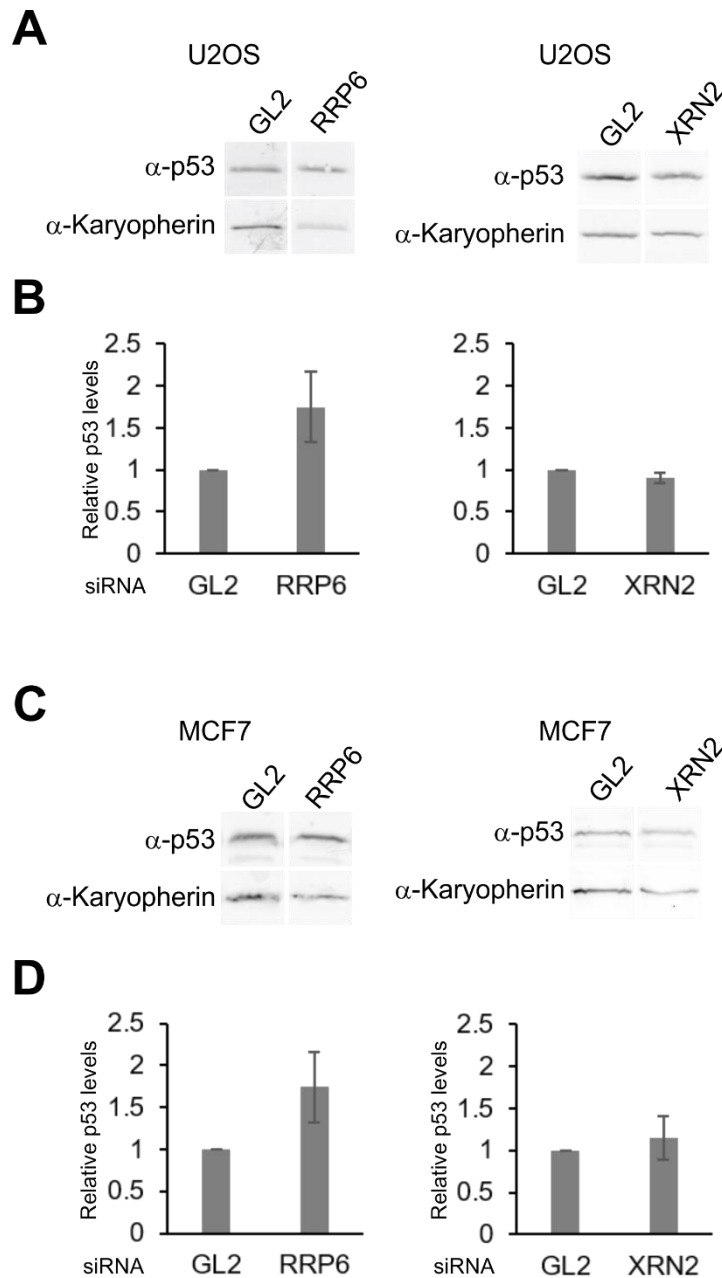 A
U2OS
U2OS
GL2
RRP6
GL2
XRN2
α-p53
α-p53
α-Karyopherin
α-Karyopherin
B
Relative p53 levels
2.5
2
1.5
1
0.5
0
siRNA
GL2
RRP6
2.5
2
1.5
1
0.5
0
GL2
XRN2
C
MCF7
MCF7
GL2
RRP6
GL2
XRN2
α-p53
α-p53
α-Karyopherin
α-Karyopherin
D
Relative p53 levels
2.5
2
1.5
1
0.5
0
siRNA
GL2
RRP6
Relative p53 levels
2.5
2
1.5
1
0.5
0
siRNA
GL2
XRN2